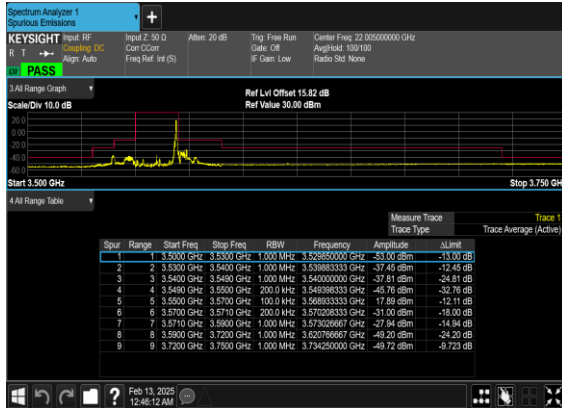 Spectrum Analyzer 1
Spurious Emissions
+
KEYSIGHT Input: RF Input Z: 50 Ω Atten: 20 dB Trig: Free Run Center Freq: 22.005000000 GHz
R T Coupling: DC Corr CCorr Gate: Off Avg|Hold: 100/100
Align: Auto Freq Ref: Int (S) IF Gain: Low Radio Std: None
PASS
3 All Range Graph
Ref Lvl Offset 15.82 dB
Scale/Div 10.0 dB Ref Value 30.00 dBm
20.0
0.00
-20.0
-40.0
-60.0
Start 3.500 GHz Stop 3.750 GH
4 All Range Table
Measure Trace Trace 1
Trace Type Trace Average (Active)
Spur Range Start Freq Stop Freq RBW Frequency Amplitude ΔLimit
1 1 3.5000 GHz 3.5300 GHz 1.000 MHz 3.529850000 GHz -53.00 dBm -13.00 dB
2 2 3.5300 GHz 3.5400 GHz 1.000 MHz 3.539883333 GHz -37.45 dBm -12.45 dB
3 3 3.5400 GHz 3.5490 GHz 1.000 MHz 3.540000000 GHz -37.81 dBm -24.81 dB
4 4 3.5490 GHz 3.5500 GHz 200.0 kHz 3.549398333 GHz -45.76 dBm -32.76 dB
5 5 3.5500 GHz 3.5700 GHz 100.0 kHz 3.568933333 GHz 17.89 dBm -12.11 dB
6 6 3.5700 GHz 3.5710 GHz 200.0 kHz 3.570208333 GHz -31.00 dBm -18.00 dB
7 7 3.5710 GHz 3.5900 GHz 1.000 MHz 3.573026667 GHz -27.94 dBm -14.94 dB
8 8 3.5900 GHz 3.7200 GHz 1.000 MHz 3.620766667 GHz -49.20 dBm -24.20 dB
9 9 3.7200 GHz 3.7500 GHz 1.000 MHz 3.734250000 GHz -49.72 dBm -9.723 dB
? Feb 13, 2025
12:46:12 AM